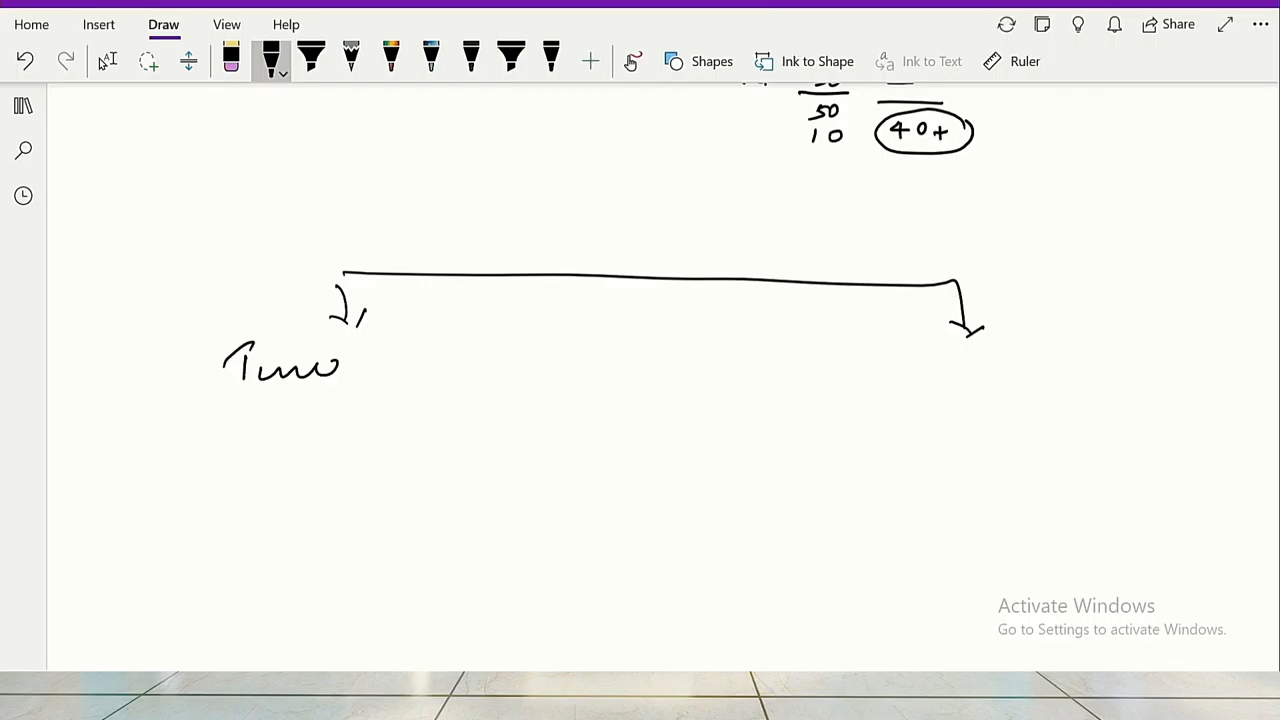 Home Insert Draw View Help Share
Shapes Ink to Shape Ink to Text Ruler
50
10 40+
Activate Windows
Go to Settings to activate Windows.